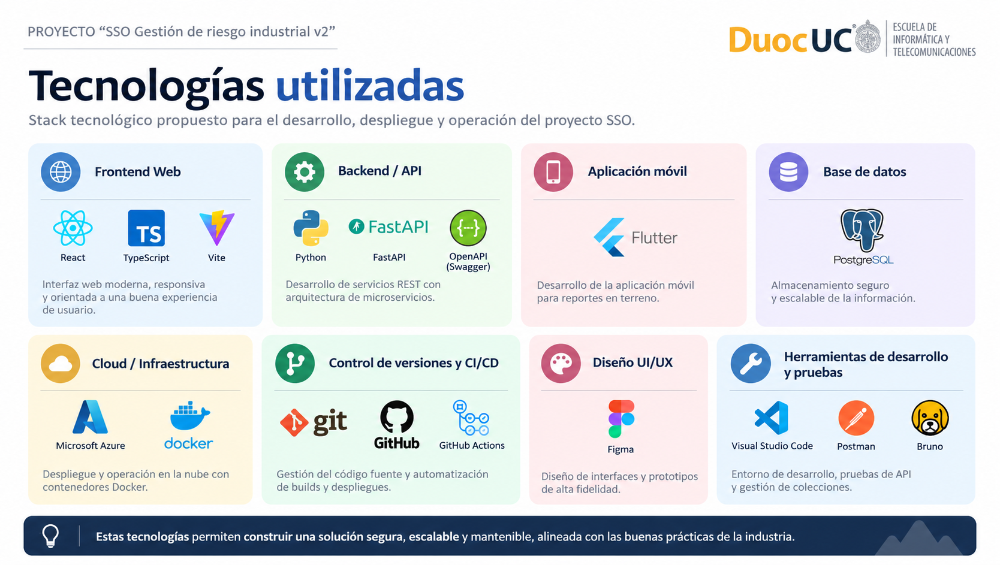 PROYECTO “SSO Gestión de riesgo industrial v2”
DuocUC®
ESCUELA DE
INFORMÁTICA Y
TELECOMUNICACIONES
Tecnologías utilizadas
Stack tecnológico propuesto para el desarrollo, despliegue y operación del proyecto SSO.
Frontend Web
TS
React
TypeScript
Vite
Interfaz web moderna, responsiva
y orientada a una buena experiencia
de usuario.
Backend / API
FastAPI
{···}
Python
FastAPI
OpenAPI
(Swagger)
Desarrollo de servicios REST con
arquitectura de microservicios.
Aplicación móvil
Flutter
Desarrollo de la aplicación móvil
para reportes en terreno.
Base de datos
PostgreSQL
Almacenamiento seguro
y escalable de la información.
Cloud / Infraestructura
Microsoft Azure
docker
Despliegue y operación en la nube con
contenedores Docker.
Control de versiones y CI/CD
git
GitHub
GitHub Actions
Gestión del código fuente y automatización
de builds y despliegues.
Diseño UI/UX
Figma
Diseño de interfaces y prototipos
de alta fidelidad.
Herramientas de desarrollo
y pruebas
Visual Studio Code
Postman
Bruno
Entorno de desarrollo, pruebas de API
y gestión de colecciones.
Estas tecnologías permiten construir una solución segura, escalable y mantenible, alineada con las buenas prácticas de la industria.